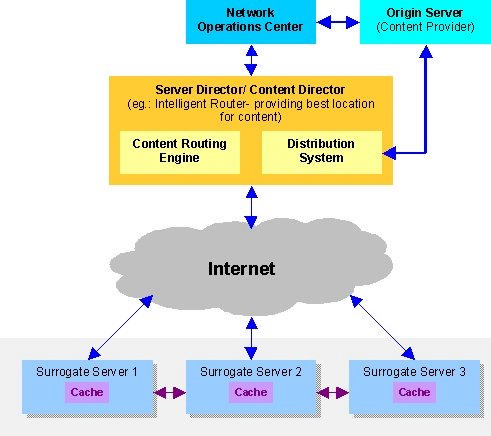 Network
Operations Center
Origin Server
(Content Provider)
Server Director/ Content Director
(eg.: Intelligent Router- providing best location
for content)
Content Routing
Engine
Distribution
System
Internet
Surrogate Server 1
Cache
Surrogate Server 2
Cache
Surrogate Server 3
Cache